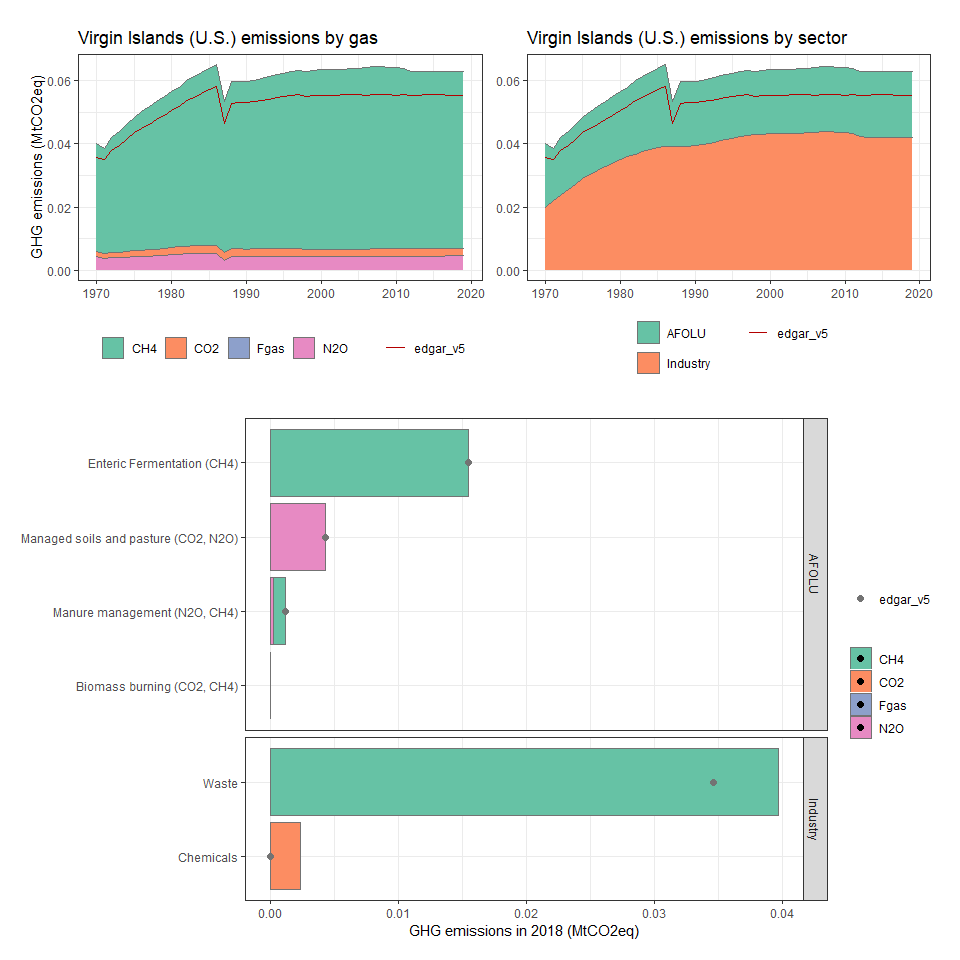 Virgin Islands (U.S.) emissions by gas
GHG emissions (MtCO2eq)
0.06
0.04
0.02
0.00
1970 1980 1990 2000 2010 2020
CH4 CO2 Fgas N2O edgar_v5
Virgin Islands (U.S.) emissions by sector
0.06
0.04
0.02
0.00
1970 1980 1990 2000 2010 2020
AFOLU edgar_v5
Industry
Enteric Fermentation (CH4)
Managed soils and pasture (CO2, N2O)
Manure management (N2O, CH4)
Biomass burning (CO2, CH4)
AFOLU
Waste
Chemicals
Industry
0.00 0.01 0.02 0.03 0.04
GHG emissions in 2018 (MtCO2eq)
edgar_v5
CH4
CO2
Fgas
N2O